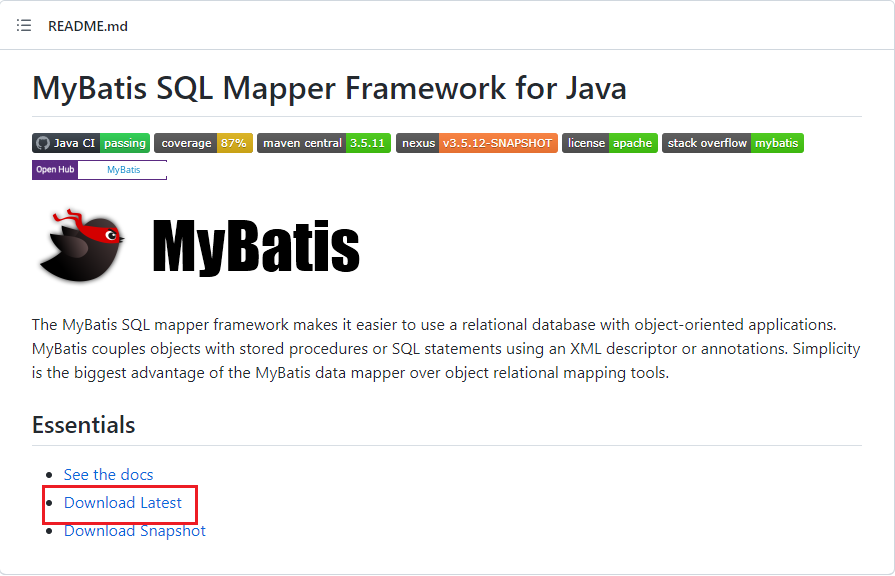 README.md
MyBatis SQL Mapper Framework for Java
Java CI passing coverage 87% maven central 3.5.11 nexus v3.5.12-SNAPSHOT license apache stack overflow mybatis
Open Hub MyBatis
MyBatis
The MyBatis SQL mapper framework makes it easier to use a relational database with object-oriented applications.
MyBatis couples objects with stored procedures or SQL statements using an XML descriptor or annotations. Simplicity
is the biggest advantage of the MyBatis data mapper over object relational mapping tools.
Essentials
See the docs
Download Latest
Download Snapshot